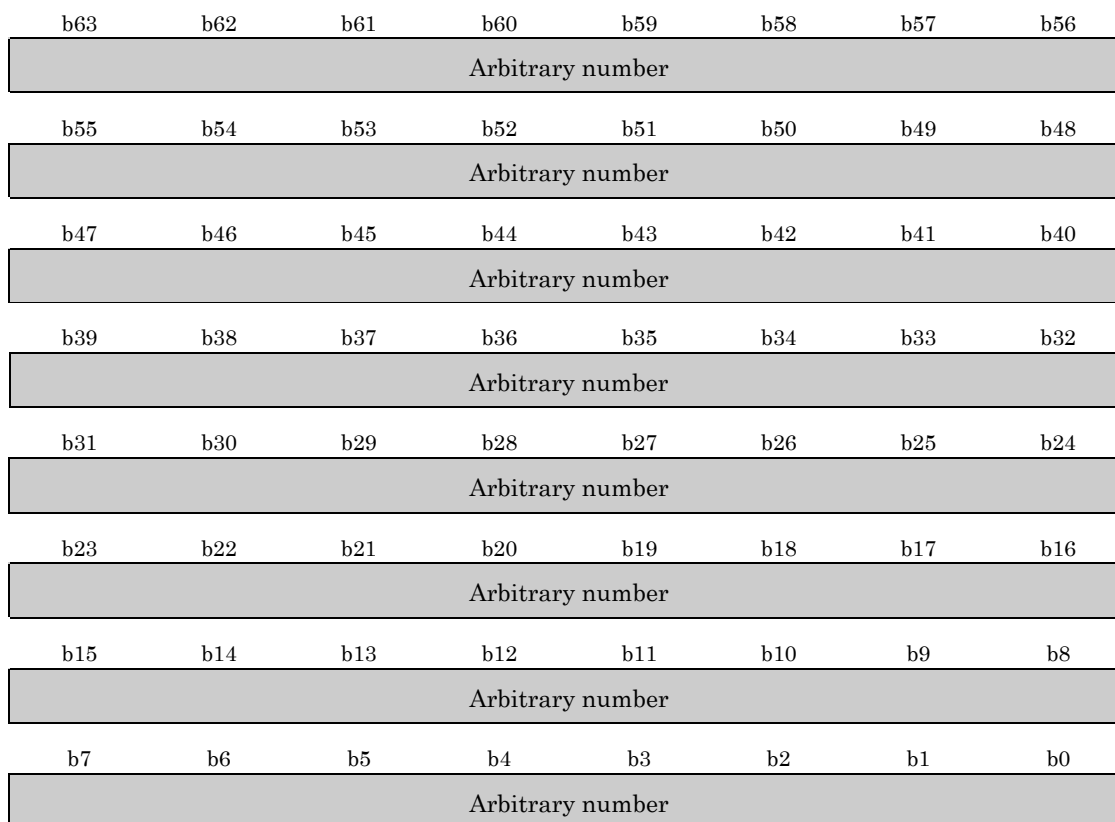 b63 b62 b61 b60 b59 b58 b57 b56
Arbitrary number
b55 b54 b53 b52 b51 b50 b49 b48
Arbitrary number
b47 b46 b45 b44 b43 b42 b41 b40
Arbitrary number
b39 b38 b37 b36 b35 b34 b33 b32
Arbitrary number
b31 b30 b29 b28 b27 b26 b25 b24
Arbitrary number
b23 b22 b21 b20 b19 b18 b17 b16
Arbitrary number
b15 b14 b13 b12 b11 b10 b9 b8
Arbitrary number
b7 b6 b5 b4 b3 b2 b1 b0
Arbitrary number